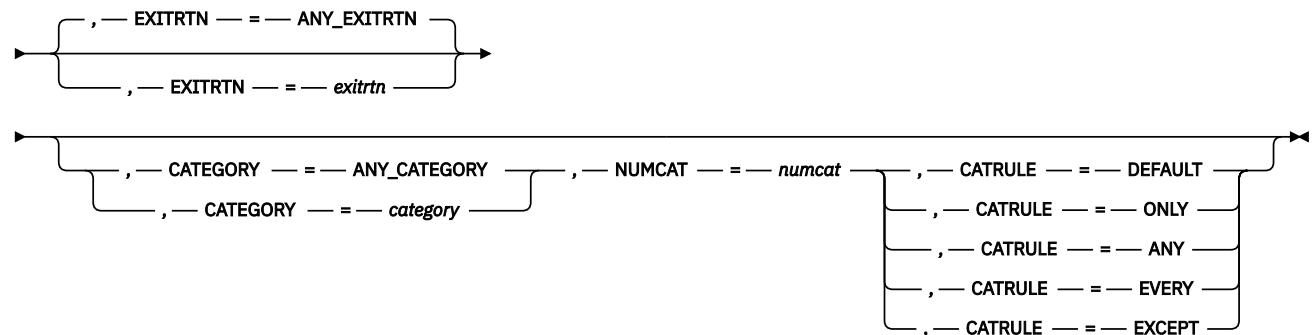 , EXITRTN = ANY_EXITRTN
, EXITRTN = exitrtn
, CATEGORY = ANY_CATEGORY , NUMCAT = numcat , CATRULE = DEFAULT
, CATEGORY = category , CATRULE = ONLY
, CATRULE = ANY
, CATRULE = EVERY
, CATRULE = EXCEPT